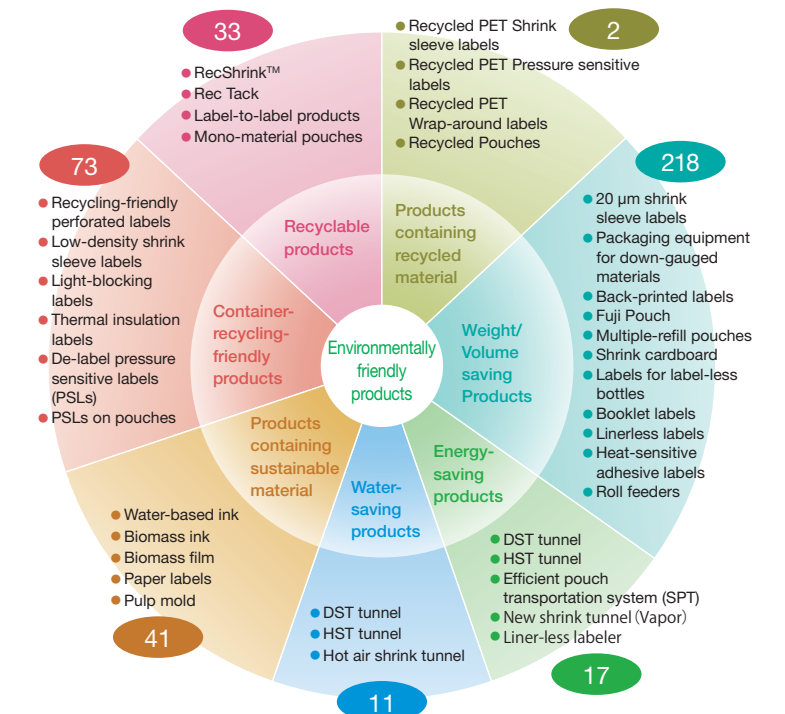 33
RecShrink™
Rec Tack
Label-to-label products
Mono-material pouches
2
Recycled PET Shrink
sleeve labels
Recycled PET Pressure sensitive
labels
Recycled PET
Wrap-around labels
Recycled Pouches
73
Recycling-friendly
perforated labels
Low-density shrink
sleeve labels
Light-blocking
labels
Thermal insulation
labels
De-label pressure
sensitive labels
(PSLs)
PSLs on pouches
218
20 µm shrink
sleeve labels
Packaging equipment
for down-gauged
materials
Back-printed labels
Fuji Pouch
Multiple-refill pouches
Shrink cardboard
Labels for label-less
bottles
Booklet labels
Linerless labels
Heat-sensitive
adhesive labels
Roll feeders
Recyclable
products
Products
containing
recycled
material
Container-
recycling-
friendly
products
Environmentally
friendly
products
Weight/
Volume
saving
Products
Products
containing
sustainable
material
Water-
saving
products
Energy-
saving
products
Water-based ink
Biomass ink
Biomass film
Paper labels
Pulp mold
41
DST tunnel
HST tunnel
Hot air shrink tunnel
11
DST tunnel
HST tunnel
Efficient pouch
transportation system (SPT)
New shrink tunnel (Vapor)
Liner-less labeler
17